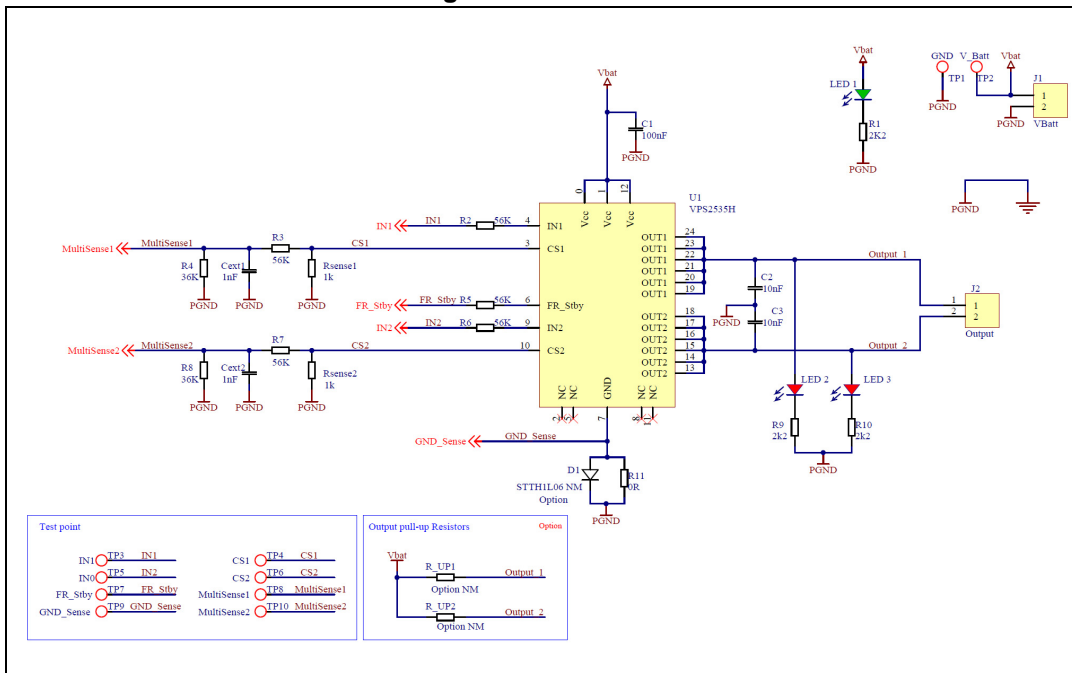 Vbat
C1
100nF
PGND
Vbat
LED 1
R1
2K2
PGND
GND V_Batt Vbat
TP1 TP2
PGND
J1
1
2
PGND VBatt
PGND
U1
VPS2535H
0 1 12
Vcc Vcc Vcc
IN1 IN1 R2 56K 4 IN1
MultiSense1 MultiSense1 R3 56K CS1 3 CS1
R4
36K
Cext1
1nF
Rsense1
1k
PGND PGND PGND
FR_Stby FR_Stby R5 56K 6 FR_Stby
IN2 IN2 R6 56K 9 IN2
MultiSense2 MultiSense2 R7 56K CS2 10 CS2
R8
36K
Cext2
1nF
Rsense2
1k
PGND PGND PGND
OUT1 24
OUT1 23
OUT1 22
OUT1 21
OUT1 20
OUT1 19
OUT2 18
OUT2 17
OUT2 16
OUT2 15
OUT2 14
OUT2 13
NC NC GND NC NC
2 5 7 8 11
Output_1
C2
10nF
PGND
C3
10nF
Output_2
J2
1 1
2 2
Output
LED 2 LED 3
R9
2k2
R10
2k2
PGND
GND_Sense GND_Sense
D1
STTH1L06 NM
Option
R11
0R
PGND
Test point
IN1 TP3 IN1
IN0 TP5 IN2
FR_Stby TP7 FR_Stby
GND_Sense TP9 GND_Sense
CS1 TP4 CS1
CS2 TP6 CS2
MultiSense1 TP8 MultiSense1
MultiSense2 TP10 MultiSense2
Output pull-up Resistors Option
Vbat
R_UP1 Output_1
Option NM
R_UP2 Output_2
Option NM